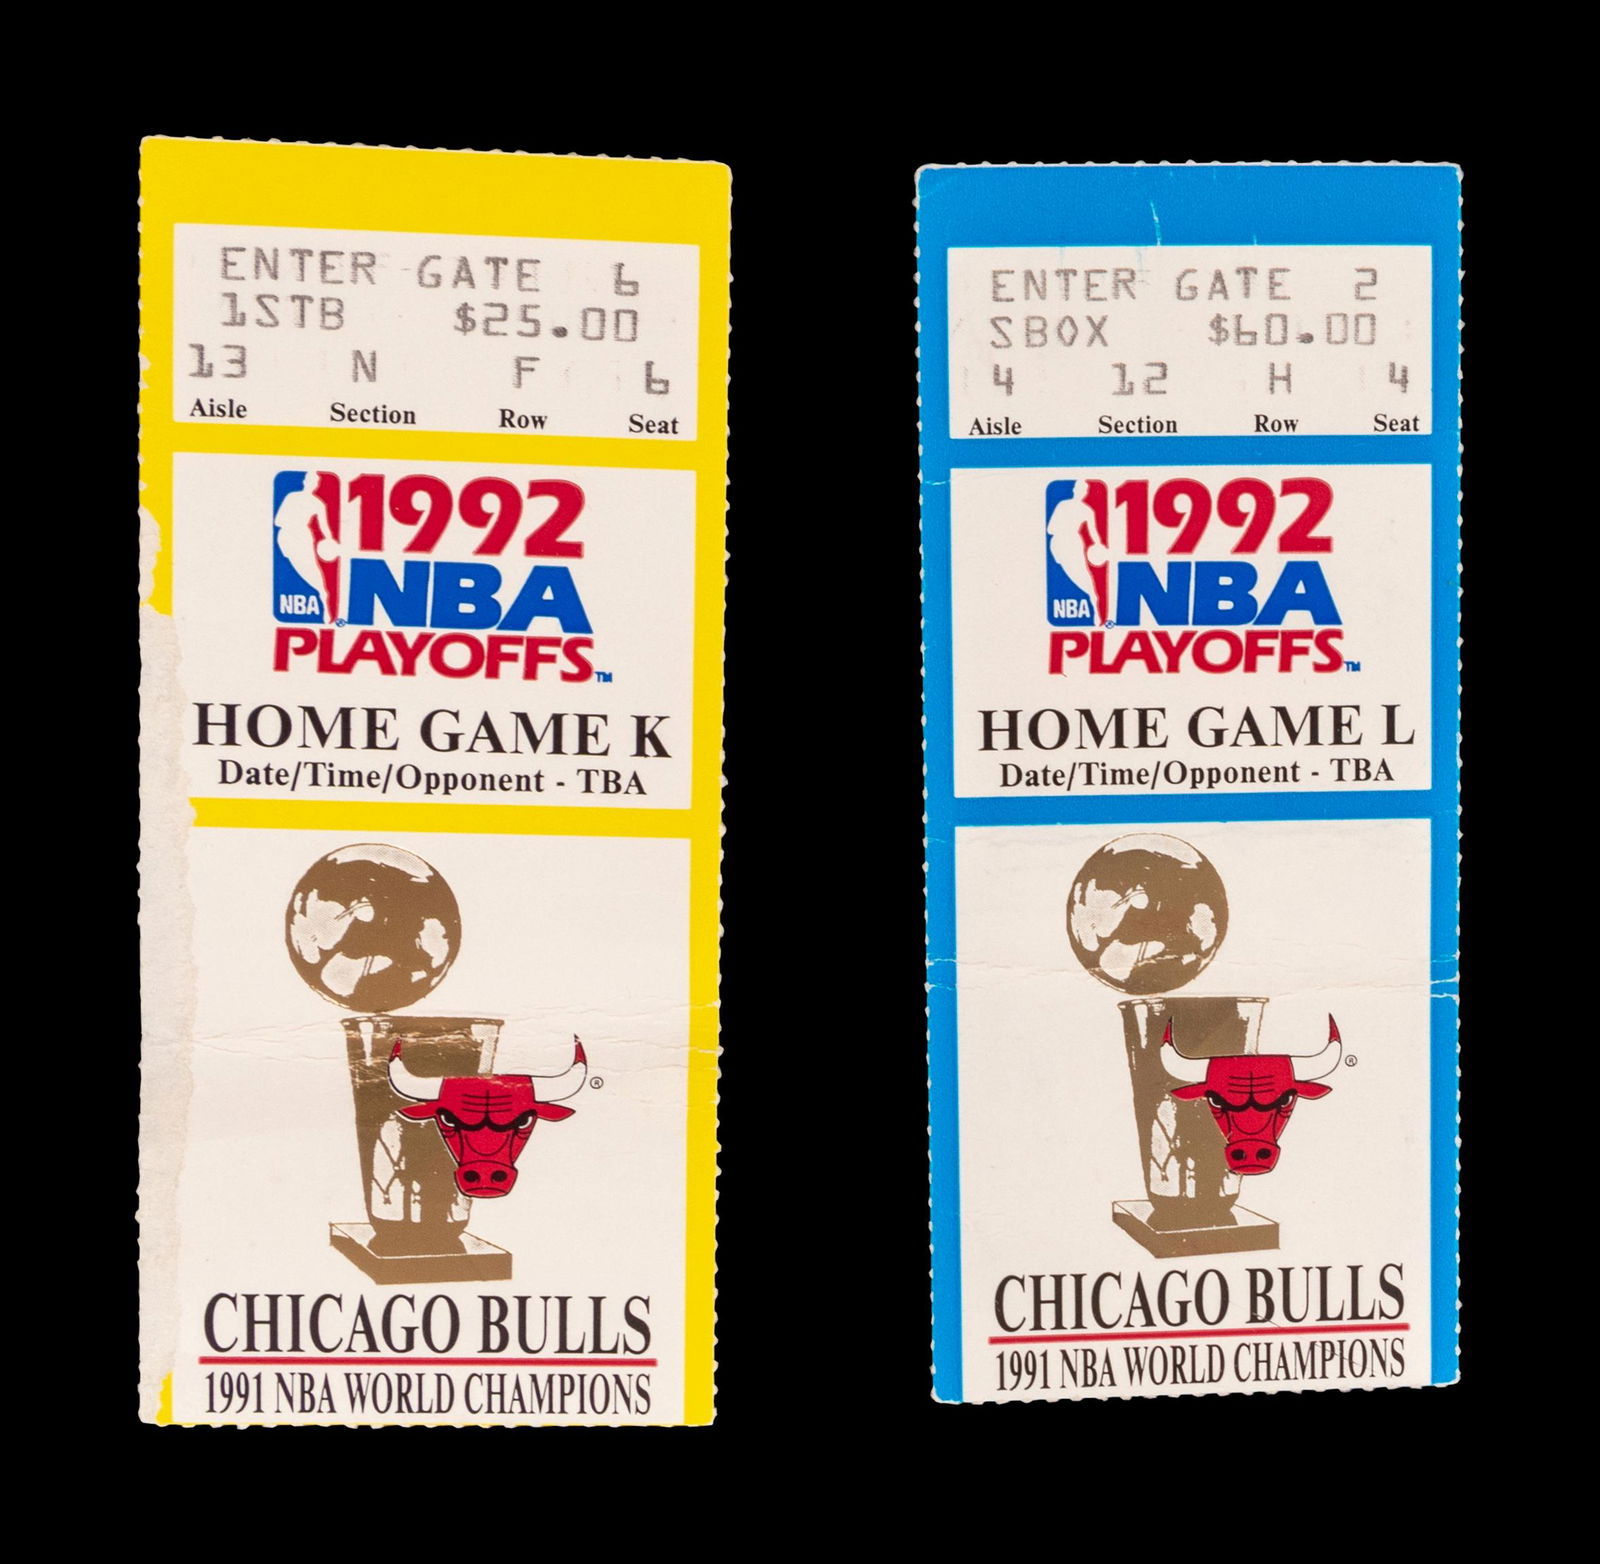 ENTER GATE 6
1STB $25.00
13 N F 6
Aisle Section Row Seat
1992
NBA NBA
PLAYOFFS™
HOME GAME K
Date/Time/Opponent - TBA
®
CHICAGO BULLS
1991 NBA WORLD CHAMPIONS
ENTER GATE 2
SBOX $60.00
4 12 H 4
Aisle Section Row Seat
1992
NBA NBA
PLAYOFFS™
HOME GAME L
Date/Time/Opponent - TBA
®
CHICAGO BULLS
1991 NBA WORLD CHAMPIONS